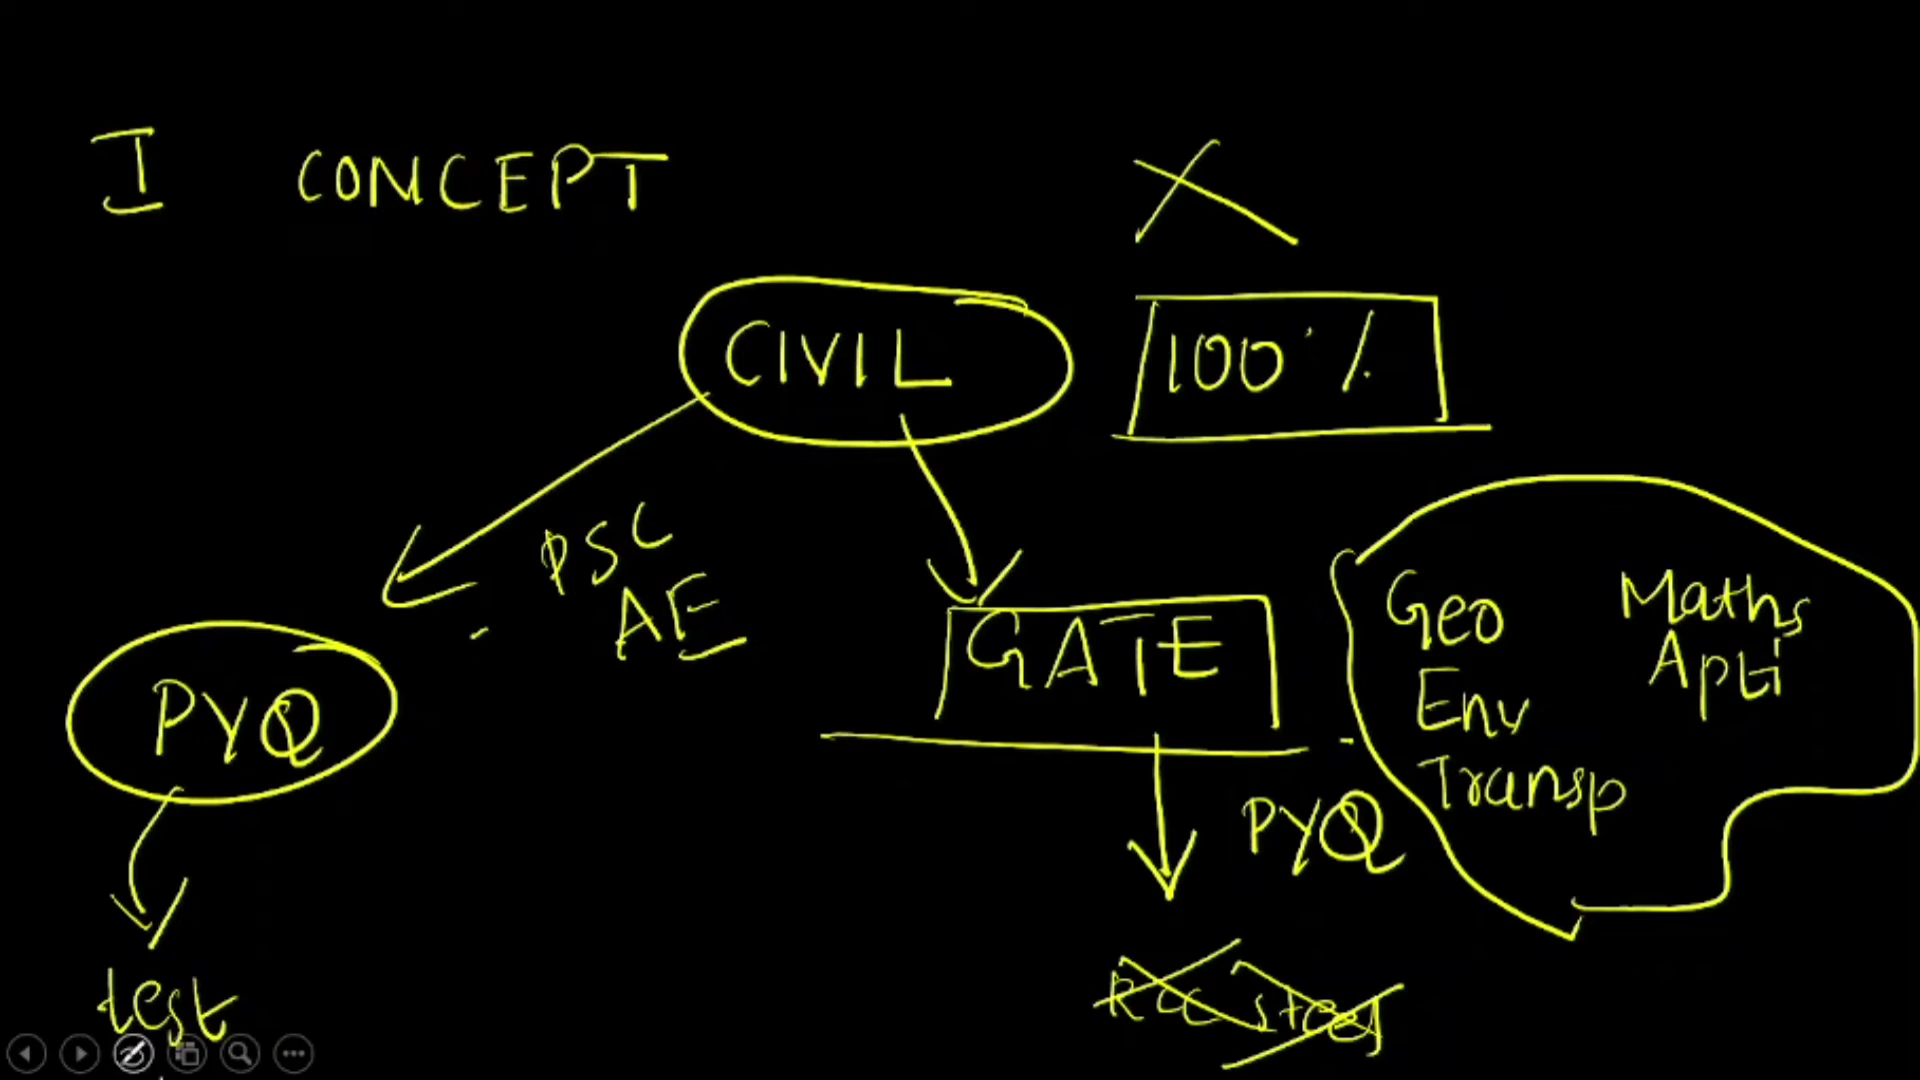 I CONCEPT
CIVIL 100%
PSC
AE
PYQ
test
GATE
PYQ
RCC Steel
Geo
Env
Transp
Maths
Apti